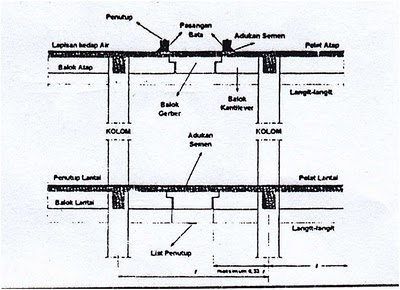 Penutup
Pasangan
Bata
Adukan Semen
Lapisan kedap Air
Pelat Atap
Balok Atap
Langit-langit
Balok
Gerber
Balok
Kantilever
KOLOM
KOLOM
Adukan
Semen
Penutup Lantai
Pelat Lantai
Balok Lantai
Langit-langit
List Penutup
maksimum 0,33 ℓ
ℓ
ℓ